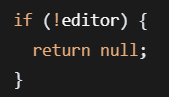 if (!editor) {
  return null;
}